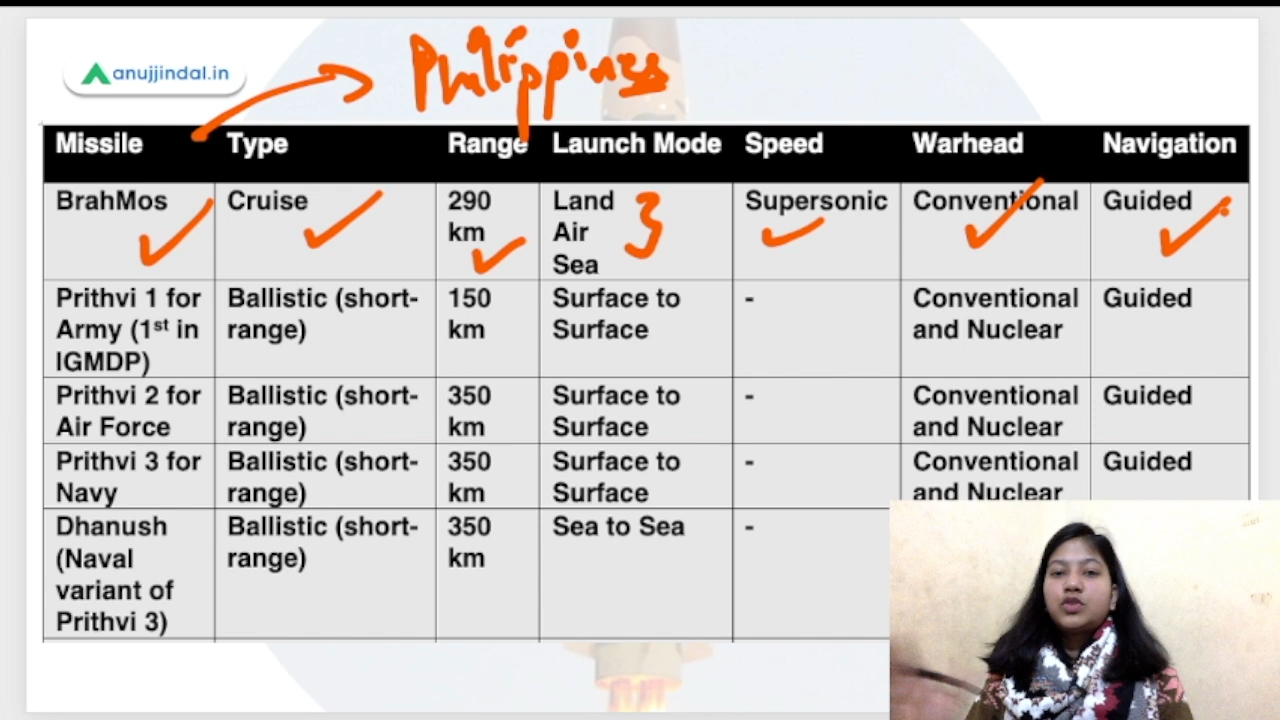 Philippines
anujjindal.in
Missile Type Range Launch Mode Speed Warhead Navigation
BrahMos Cruise 290 Land Supersonic Conventional Guided
km Air
Sea
Prithvi 1 for Ballistic (short- 150 Surface to - Conventional Guided
Army (1st in range) km Surface and Nuclear
IGMDP)
Prithvi 2 for Ballistic (short- 350 Surface to - Conventional Guided
Air Force range) km Surface and Nuclear
Prithvi 3 for Ballistic (short- 350 Surface to - Conventional Guided
Navy range) km Surface and Nuclear
Dhanush Ballistic (short- 350 Sea to Sea -
(Naval range) km
variant of
Prithvi 3)